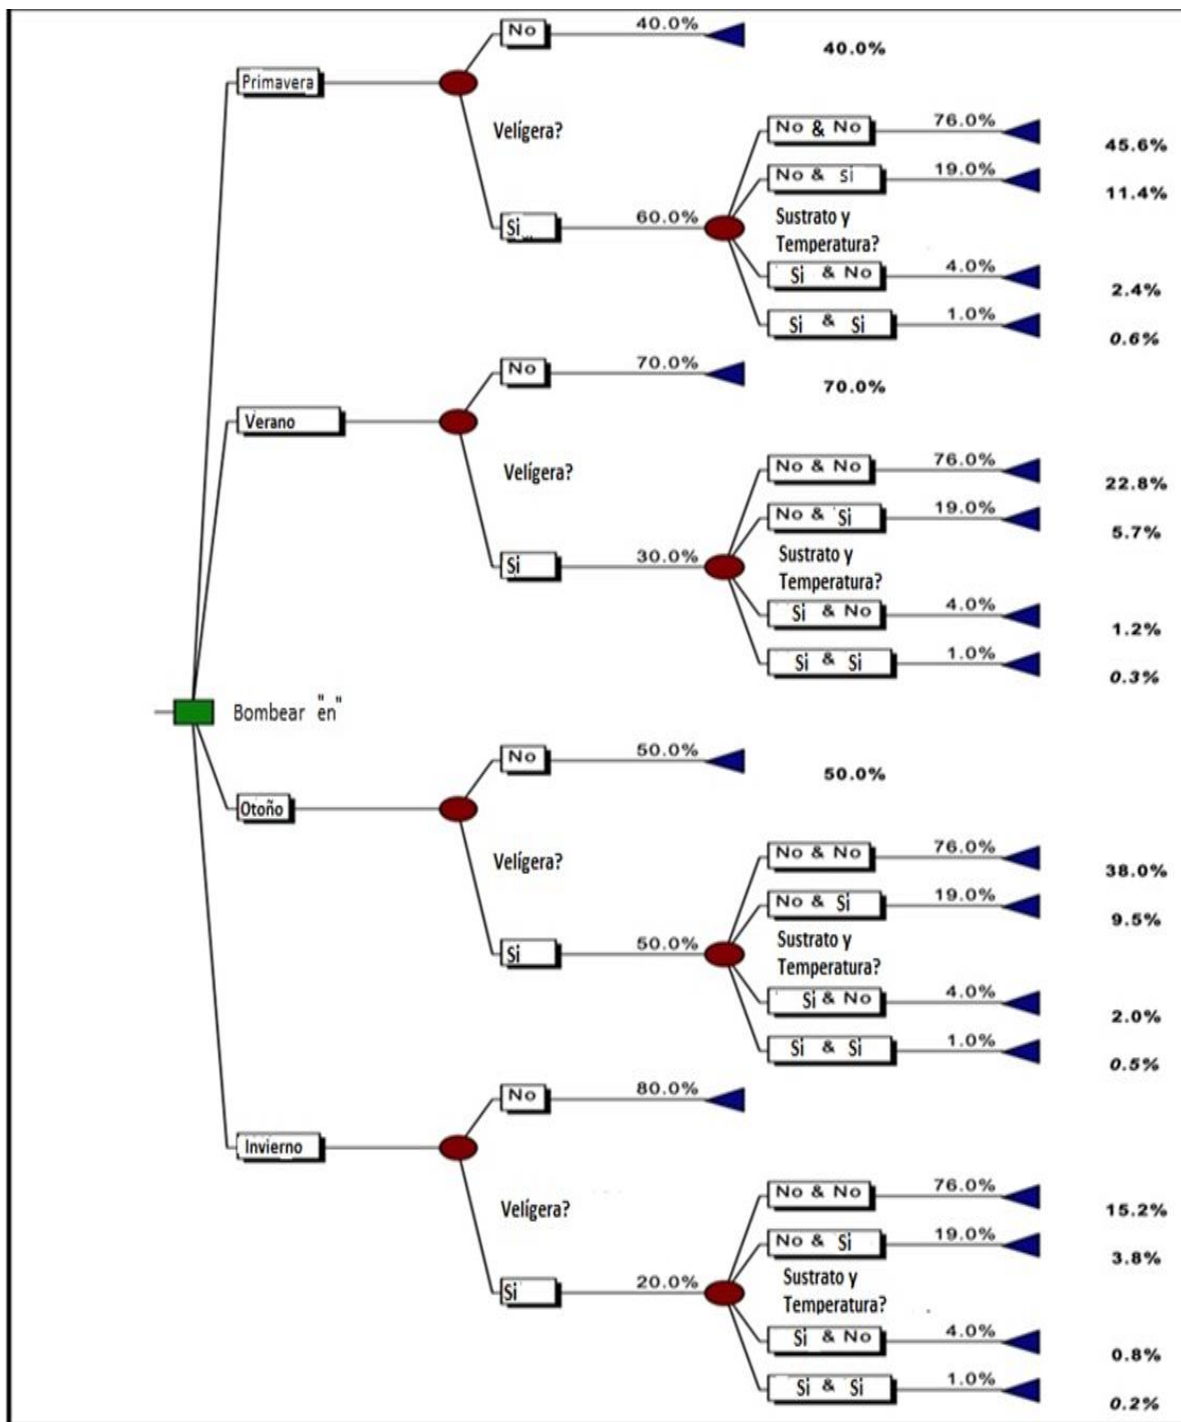 No 40.0%
40.0%
Primavera
Velígera?
No & No 76.0%
45.6%
No & si 19.0%
11.4%
Si 60.0%
Sustrato y
Temperatura?
Si & No 4.0%
2.4%
Si & Si 1.0%
0.6%
No 70.0%
70.0%
Verano
Velígera?
No & No 76.0%
22.8%
No & Si 19.0%
5.7%
Si 30.0%
Sustrato y
Temperatura?
Si & No 4.0%
1.2%
Si & Si 1.0%
0.3%
Bombear "en"
No 50.0%
50.0%
Otoño
Velígera?
No & No 76.0%
38.0%
No & Si 19.0%
9.5%
Si 50.0%
Sustrato y
Temperatura?
Si & No 4.0%
2.0%
Si & Si 1.0%
0.5%
No 80.0%
Invierno
Velígera?
No & No 76.0%
15.2%
No & Si 19.0%
3.8%
Si 20.0%
Sustrato y
Temperatura?
Si & No 4.0%
0.8%
Si & Si 1.0%
0.2%